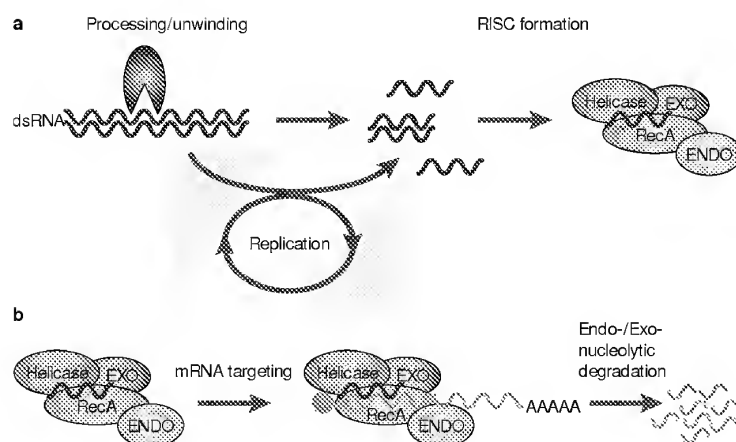 a
Processing/unwinding
RISC formation
dsRNA
Helicase
EXO
RecA
ENDO
Replication
b
Helicase
EXO
RecA
ENDO
mRNA targeting
Helicase
EXO
RecA
ENDO
AAAAA
Endo-/Exo-
nucleolytic
degradation